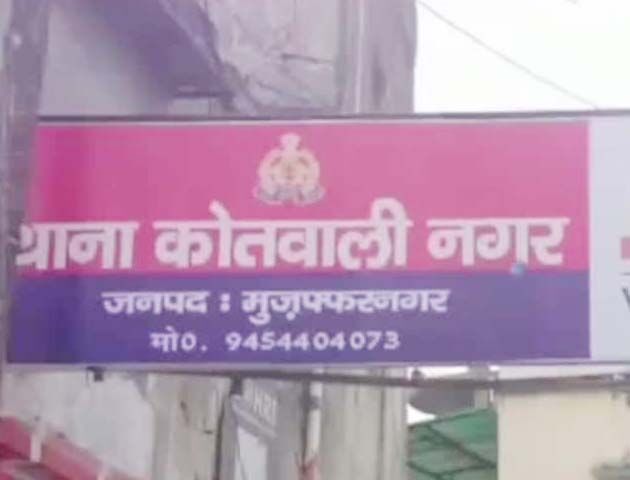 थाना कोतवाली नगर
जनपद : मुज़फ्फरनगर
मो0. 9454404073